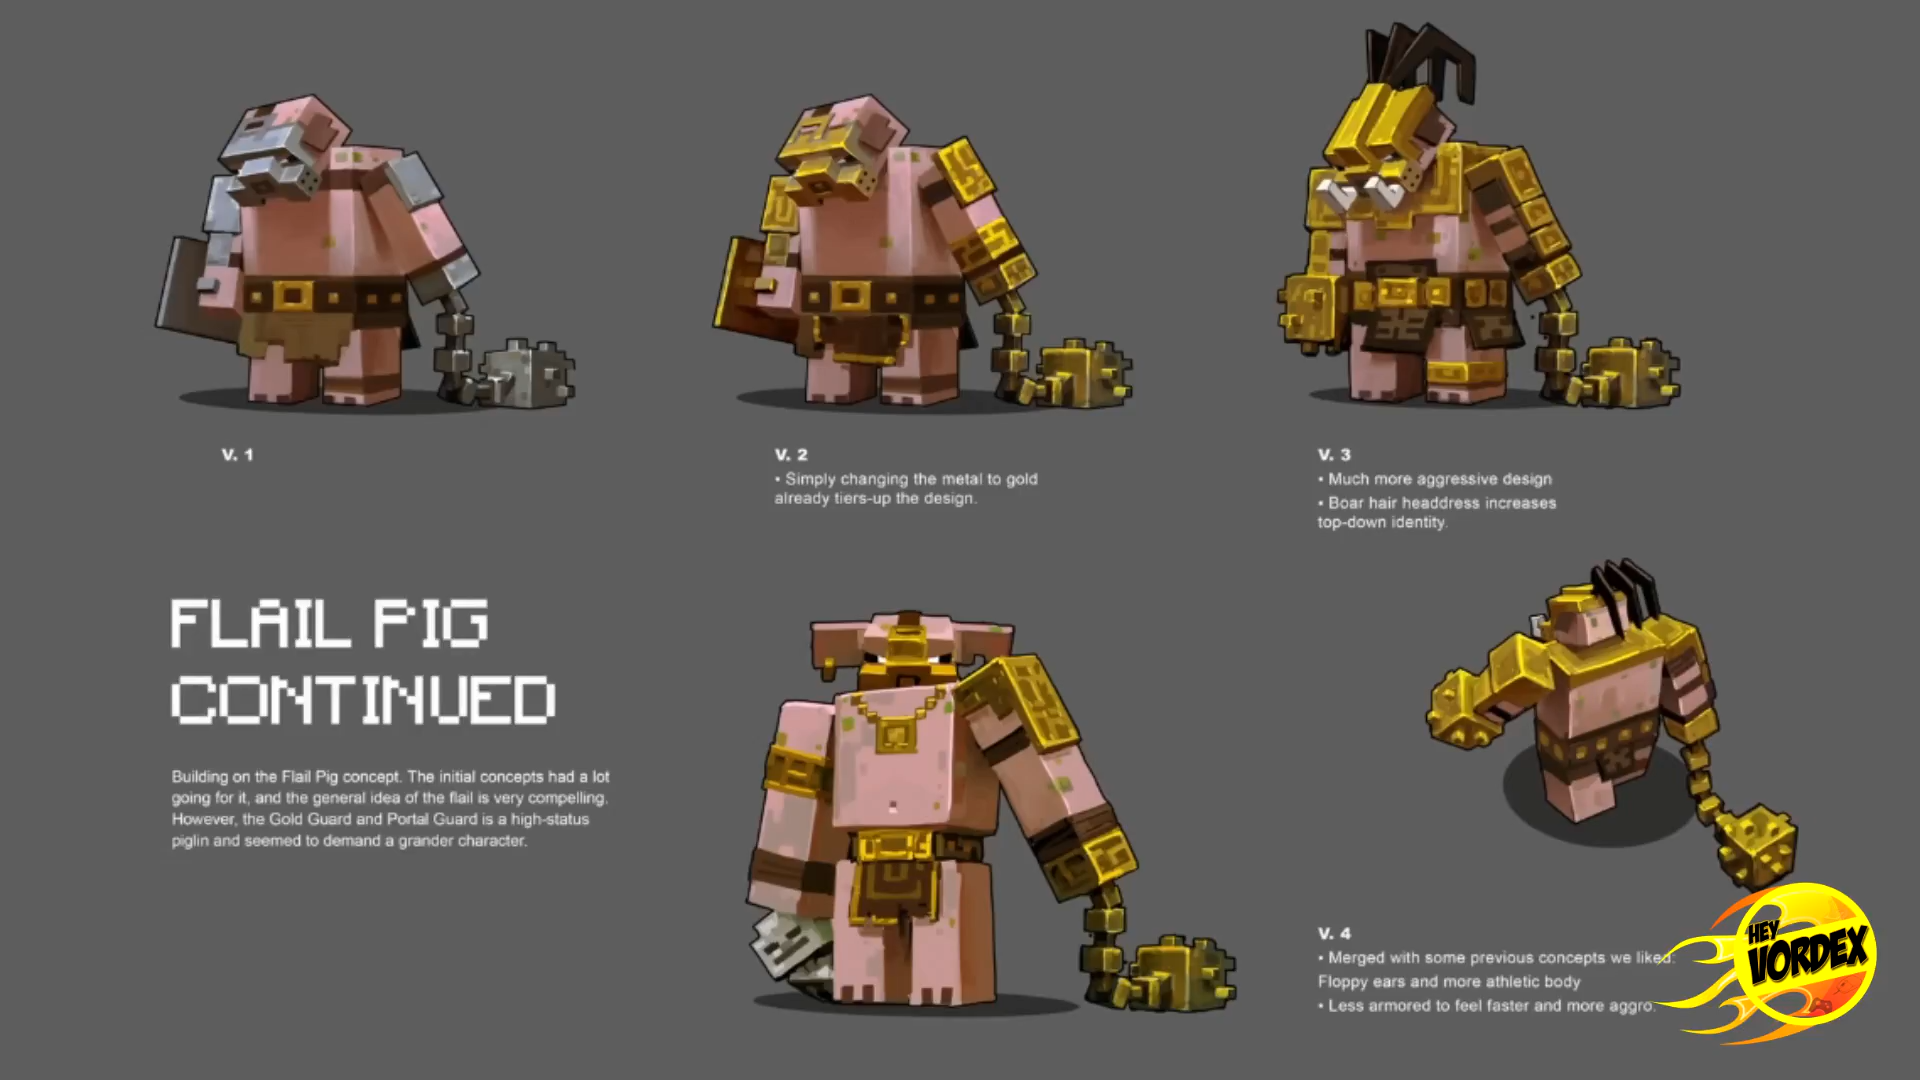 V. 1
V. 2
• Simply changing the metal to gold
already tiers-up the design.
V. 3
• Much more aggressive design
• Boar hair headdress increases
top-down identity.
FLAIL PIG
CONTINUED
Building on the Flail Pig concept. The initial concepts had a lot
going for it, and the general idea of the flail is very compelling.
However, the Gold Guard and Portal Guard is a high-status
piglin and seemed to demand a grander character.
V. 4
• Merged with some previous concepts we liked:
Floppy ears and more athletic body
• Less armored to feel faster and more aggro.
HEY
VORDEX